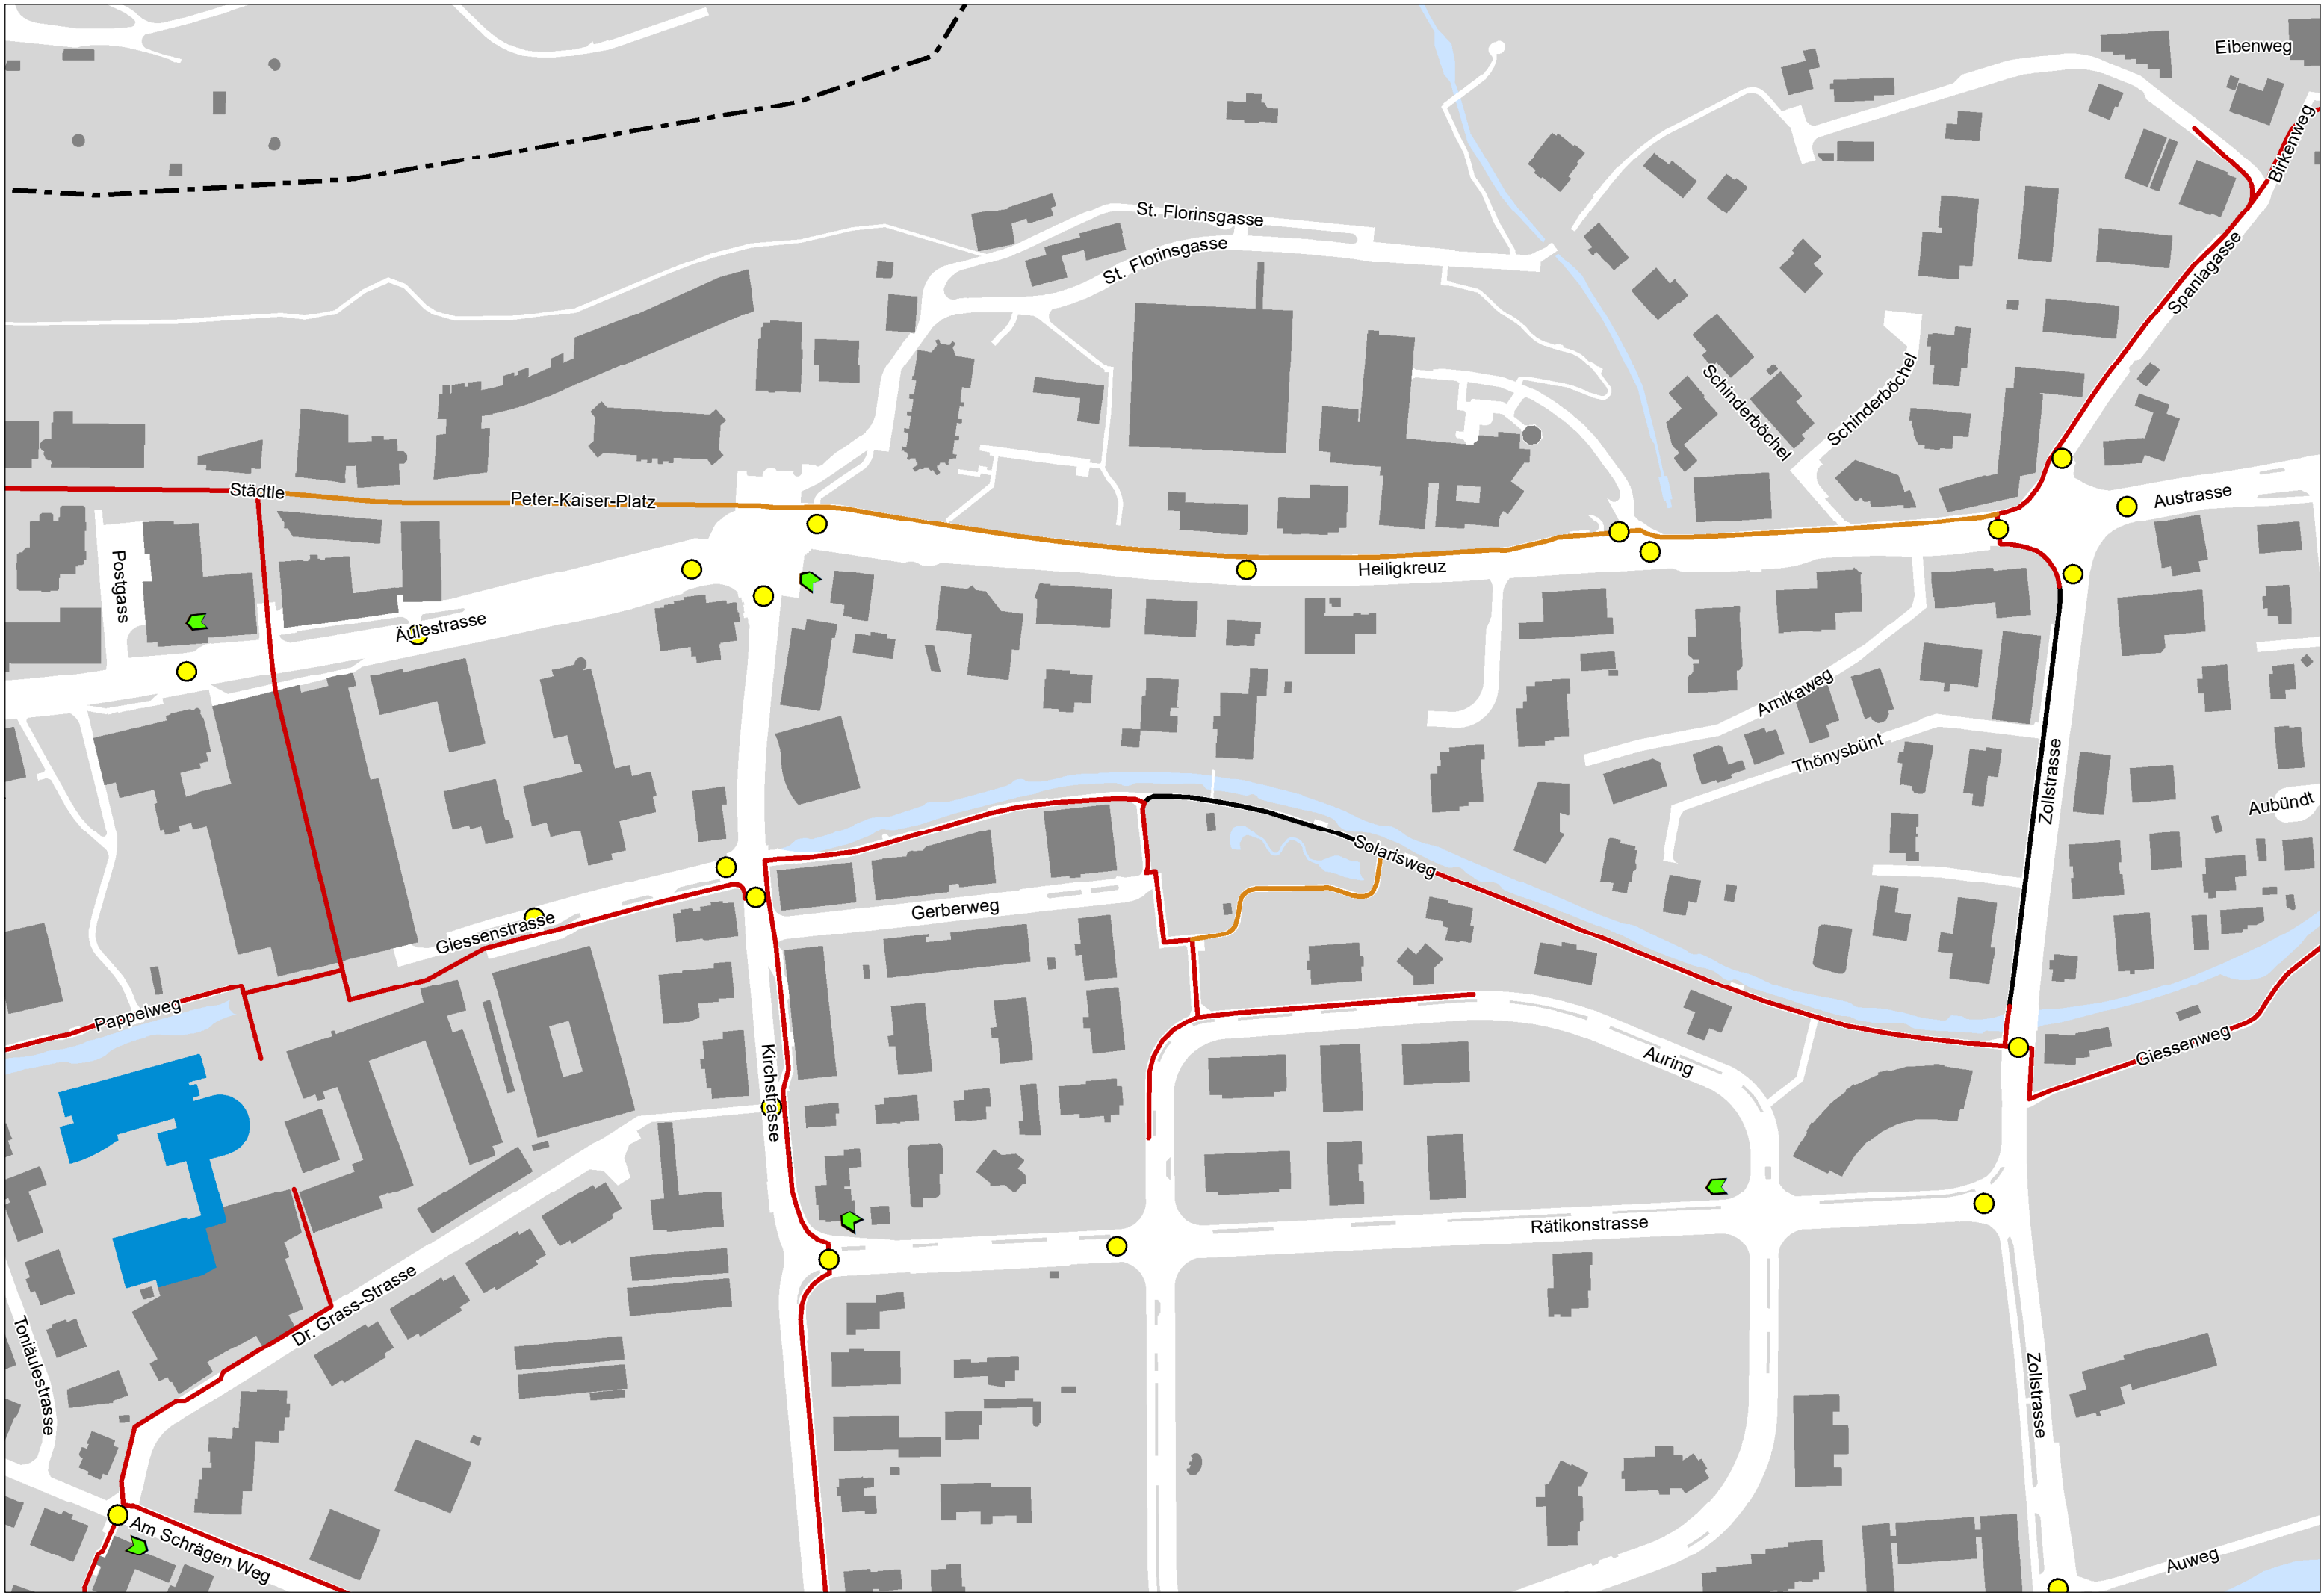 Eibenweg
Birkenweg
St. Florinsgasse
St. Florinsgasse
Spaniagasse
Schinderböchel
Schinderböchel
Städtle
Peter-Kaiser-Platz
Austrasse
Postgass
Heiligkreuz
Äulestrasse
Arnikaweg
Thönysbünt
Zollstrasse
Aubündt
Solarisweg
Gerberweg
Giessenstrasse
Pappelweg
Giessenweg
Auring
Kirchstrasse
Rätikonstrasse
Dr. Grass-Strasse
Toniäulestrasse
Zollstrasse
Am Schrägen Weg
Auweg